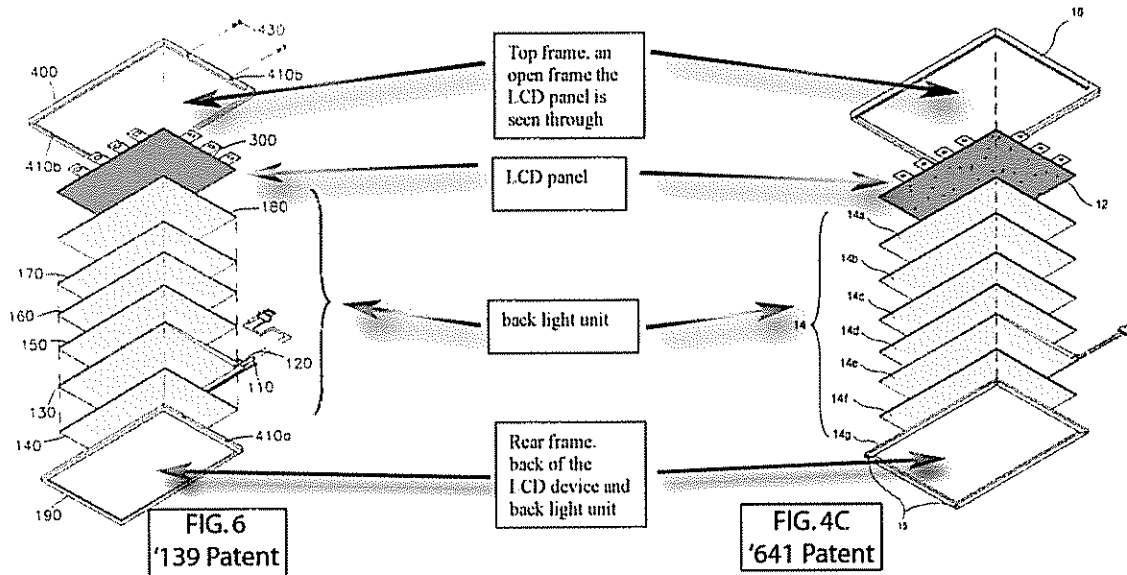 430
400
410b
410b
300
180
170
160
150
120
110
130
140
410a
190
FIG. 6
'139 Patent
Top frame, an
open frame the
LCD panel is
seen through
LCD panel
back light unit
Rear frame,
back of the
LCD device and
back light unit
12
14a
14b
14d
14e
14f
14g
14
FIG. 4C
'641 Patent